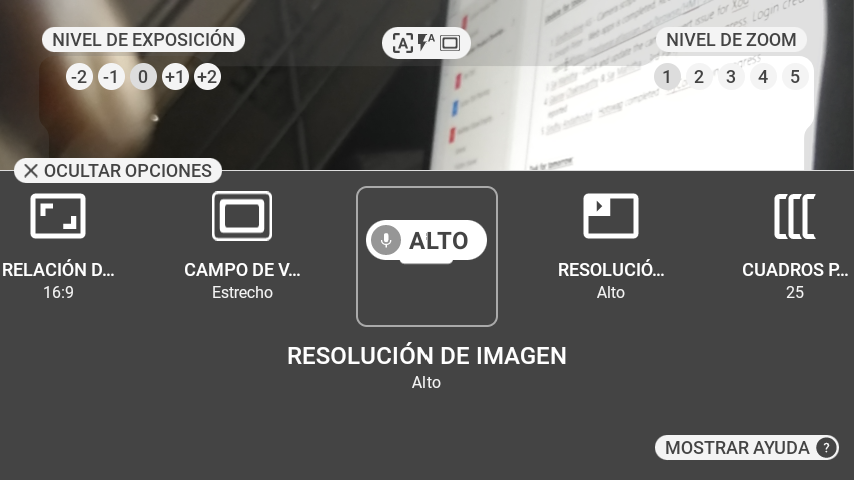 NIVEL DE EXPOSICIÓN
A
NIVEL DE ZOOM
-2 -1 0 +1 +2
1 2 3 4 5
OCULTAR OPCIONES
ALTO
RELACIÓN D...
16:9
CAMPO DE V...
Estrecho
RESOLUCIÓ...
Alto
CUADROS P...
25
RESOLUCIÓN DE IMAGEN
Alto
MOSTRAR AYUDA ?